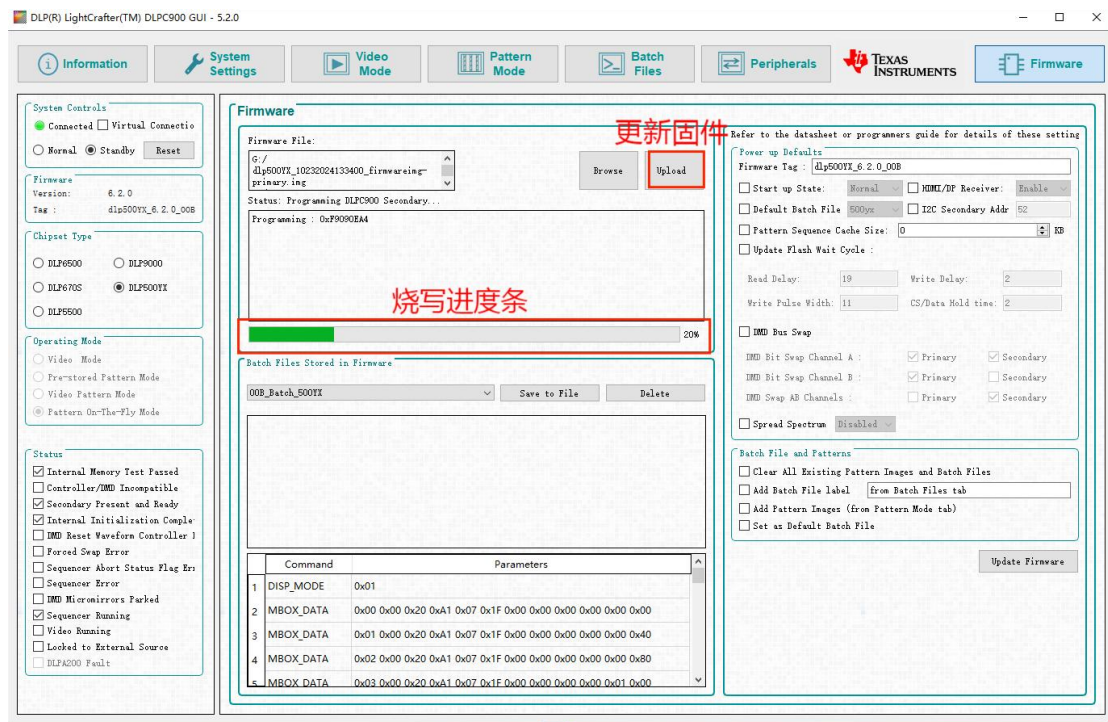 DLP(R) LightCrafter(TM) DLPC900 GUI - 5.2.0
Information
System Settings
Video Mode
Pattern Mode
Batch Files
Peripherals
TEXAS INSTRUMENTS
Firmware
System Controls
Connected Virtual Connectio
Normal Standby Reset
Firmware
Version: 6.2.0
Tag : dlp500YX_6.2.0_00B
Chipset Type
DLP6500 DLP9000
DLP670S DLP500YX
DLP5500
Operating Mode
Video Mode
Pre-stored Pattern Mode
Video Pattern Mode
Pattern On-The-Fly Mode
Status
Internal Memory Test Passed
Controller/DMD Incompatible
Secondary Present and Ready
Internal Initialization Comple
DMD Reset Waveform Controller
Forced Swap Error
Sequencer Abort Status Flag
Sequencer Error
DMD Micromirrors Parked
Sequencer Running
Video Running
Locked to External Source
DLPA200 Fault
Firmware
更新固件
Firmware File:
G:/
dlp500YX_10232024133400_firmwareimg-
primary.img
Browse Upload
Status: Programming DLPC900 Secondary...
Programming : 0xF9090EA4
烧写进度条
20%
Batch Files Stored in Firmware
00B_Batch_500YX Save to File Delete
Command Parameters
1 DISP_MODE 0x01
2 MBOX_DATA 0x00 0x00 0x20 0xA1 0x07 0x1F 0x00 0x00 0x00 0x00 0x00 0x00
3 MBOX_DATA 0x01 0x00 0x20 0xA1 0x07 0x1F 0x00 0x00 0x00 0x00 0x00 0x40
4 MBOX_DATA 0x02 0x00 0x20 0xA1 0x07 0x1F 0x00 0x00 0x00 0x00 0x00 0x80
5 MBOX_DATA 0x03 0x00 0x20 0xA1 0x07 0x1F 0x00 0x00 0x00 0x00 0x01 0x00
Refer to the datasheet or programmers guide for details of these setting
Power up Defaults
Firmware Tag : dlp500YX_6.2.0_00B
Start up State: Normal HDMI/DP Receiver: Enable
Default Batch File 500yx I2C Secondary Addr 52
Pattern Sequence Cache Size: 0 KB
Update Flash Wait Cycle :
Read Delay: 19 Write Delay: 2
Write Pulse Width: 11 CS/Data Hold time: 2
DMD Bus Swap
DMD Bit Swap Channel A : Primary Secondary
DMD Bit Swap Channel B : Primary Secondary
DMD Swap AB Channels : Primary Secondary
Spread Spectrum Disabled
Batch File and Patterns
Clear All Existing Pattern Images and Batch Files
Add Batch File label from Batch Files tab
Add Pattern Images (from Pattern Mode tab)
Set as Default Batch File
Update Firmware